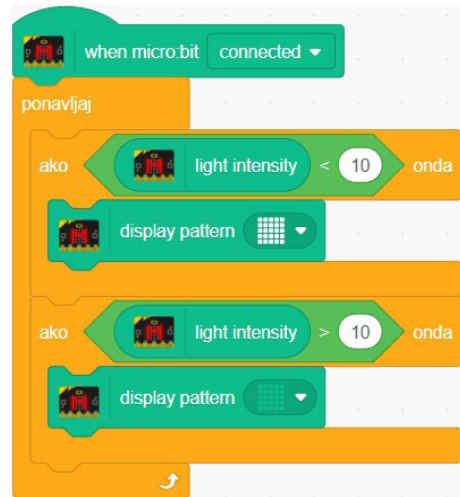 when micro:bit connected
ponavljaj
ako light intensity < 10 onda
display pattern
ako light intensity > 10 onda
display pattern